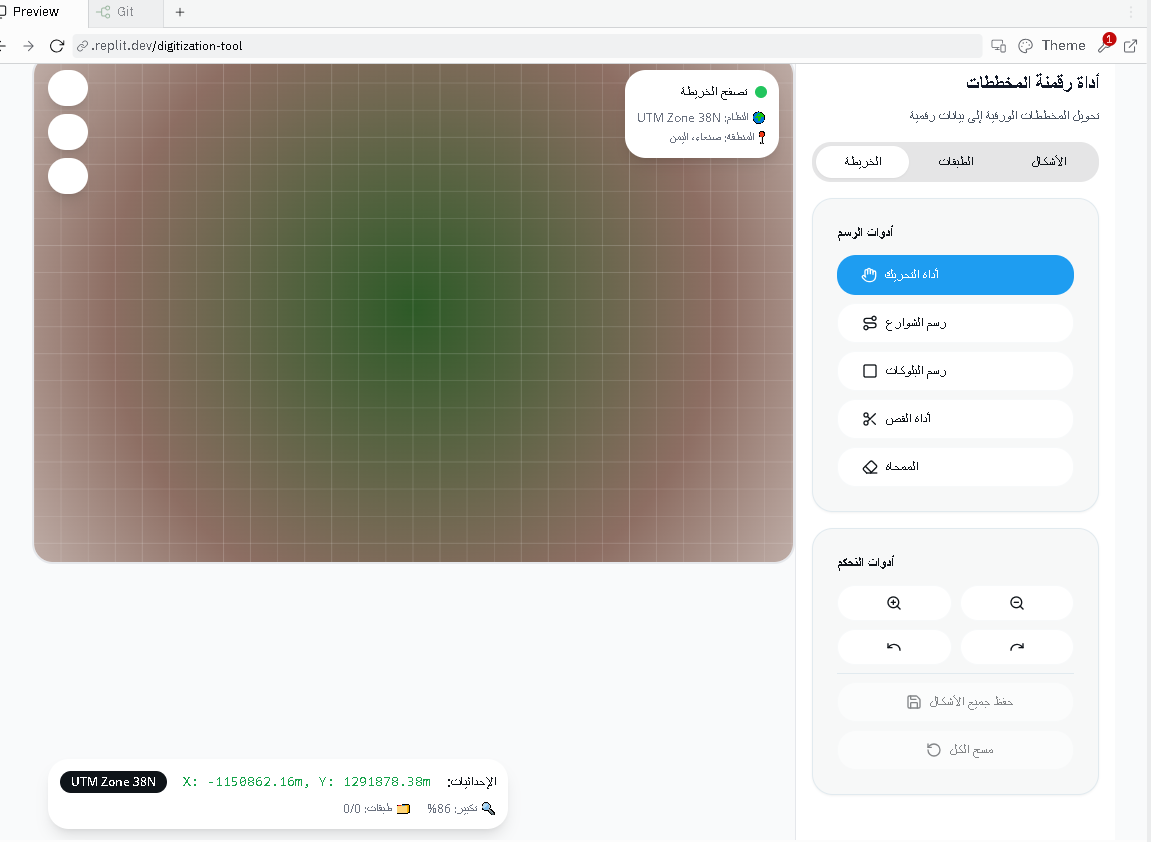 Preview
Git
.replit.dev/digitization-tool
Theme
1
أداة رقمنة المخططات
تحويل المخططات الورقية إلى بيانات رقمية
الأشكال
الطبقات
الخريطة
تصفح الخريطة
النظام: UTM Zone 38N
المنطقة: صنعاء، اليمن
أدوات الرسم
أداة التحريك
رسم الشوارع
رسم البلوكات
أداة القص
الممحاة
أدوات التحكم
حفظ جميع الأشكال
مسح الكل
الإحداثيات: X: -1150862.16m, Y: 1291878.38m UTM Zone 38N
تكبير: 86% طبقات: 0/0